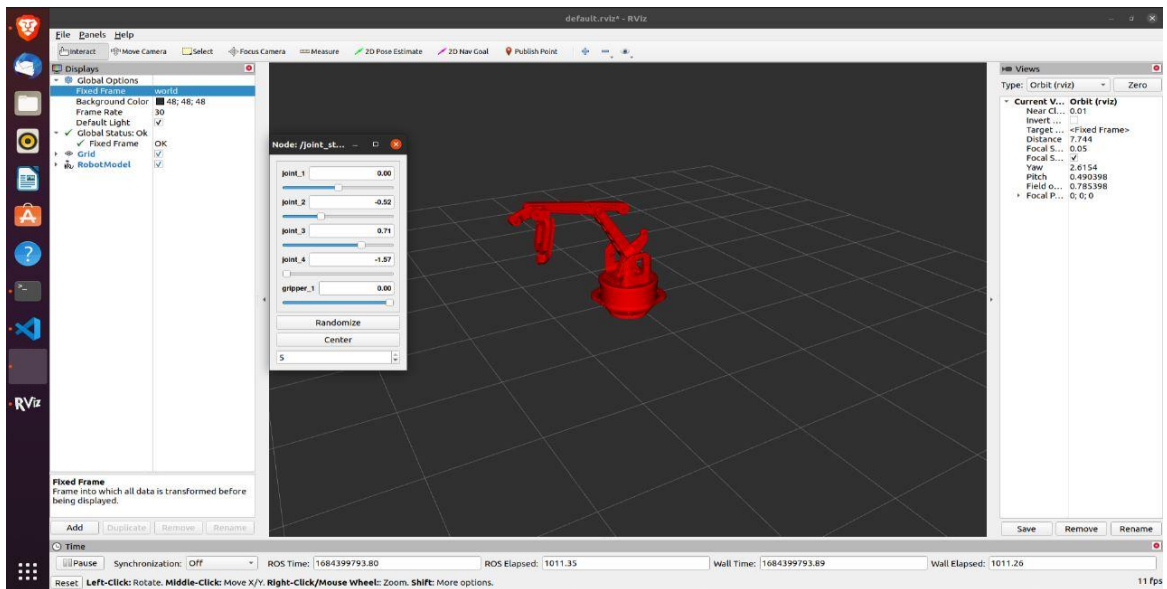 default.rviz* - RViz
File Panels Help
Interact Move Camera Select Focus Camera Measure 2D Pose Estimate 2D Nav Goal Publish Point
Displays
Global Options
Fixed Frame world
Background Color 48; 48; 48
Frame Rate 30
Default Light
Global Status: Ok
Fixed Frame OK
Grid
RobotModel
Fixed Frame
Frame into which all data is transformed before
being displayed.
Add Duplicate Remove Rename
Node: /joint_st...
joint_1 0.00
joint_2 -0.52
joint_3 0.71
joint_4 -1.57
gripper_1 0.00
Randomize
Center
5
Views
Type: Orbit (rviz) Zero
Current V... Orbit (rviz)
Near Cl... 0.01
Invert ...
Target ... <Fixed Frame>
Distance 7.744
Focal S... 0.05
Focal S...
Yaw 2.6154
Pitch 0.490398
Field o... 0.785398
Focal P... 0; 0; 0
Save Remove Rename
Time
Pause Synchronization: Off ROS Time: 1684399793.80 ROS Elapsed: 1011.35 Wall Time: 1684399793.89 Wall Elapsed: 1011.26
Reset Left-Click: Rotate. Middle-Click: Move X/Y. Right-Click/Mouse Wheel:: Zoom. Shift: More options. 11 fps
RViz